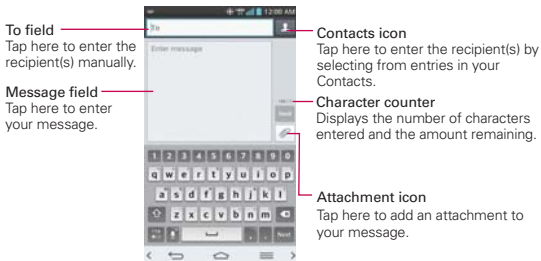 To field
Tap here to enter the
recipient(s) manually.
Message field
Tap here to enter
your message.
12:00 AM
To
Enter message
Send
1 2 3 4 5 6 7 8 9 0
q w e r t y u i o p
a s d f g h j k l
z x c v b n m
Next
Contacts icon
Tap here to enter the recipient(s) by
selecting from entries in your
Contacts.
Character counter
Displays the number of characters
entered and the amount remaining.
Attachment icon
Tap here to add an attachment to
your message.